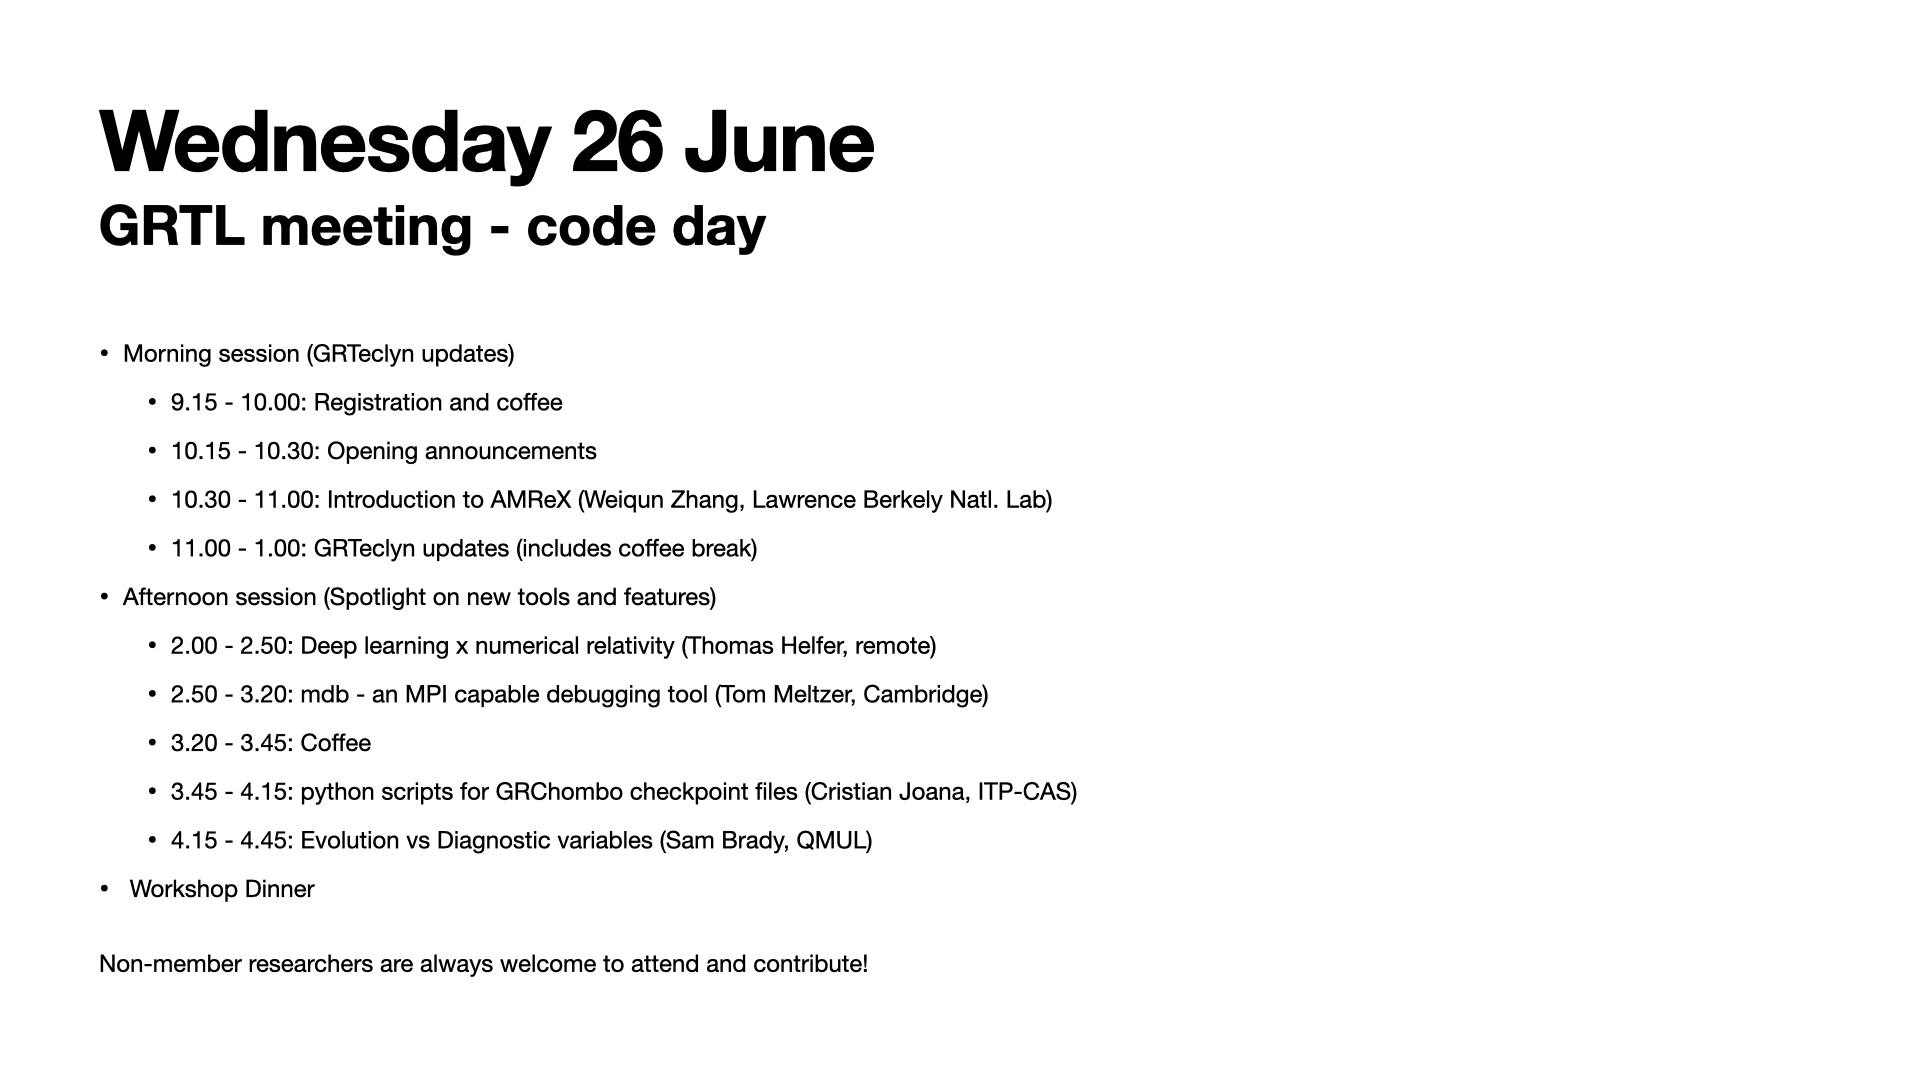 Wednesday 26 June
GRTL meeting - code day
• Morning session (GRTeclyn updates)
• 9.15 - 10.00: Registration and coffee
• 10.15 - 10.30: Opening announcements
• 10.30 - 11.00: Introduction to AMReX (Weiqun Zhang, Lawrence Berkely Natl. Lab)
• 11.00 - 1.00: GRTeclyn updates (includes coffee break)
• Afternoon session (Spotlight on new tools and features)
• 2.00 - 2.50: Deep learning x numerical relativity (Thomas Helfer, remote)
• 2.50 - 3.20: mdb - an MPI capable debugging tool (Tom Meltzer, Cambridge)
• 3.20 - 3.45: Coffee
• 3.45 - 4.15: python scripts for GRChombo checkpoint files (Cristian Joana, ITP-CAS)
• 4.15 - 4.45: Evolution vs Diagnostic variables (Sam Brady, QMUL)
• Workshop Dinner
Non-member researchers are always welcome to attend and contribute!